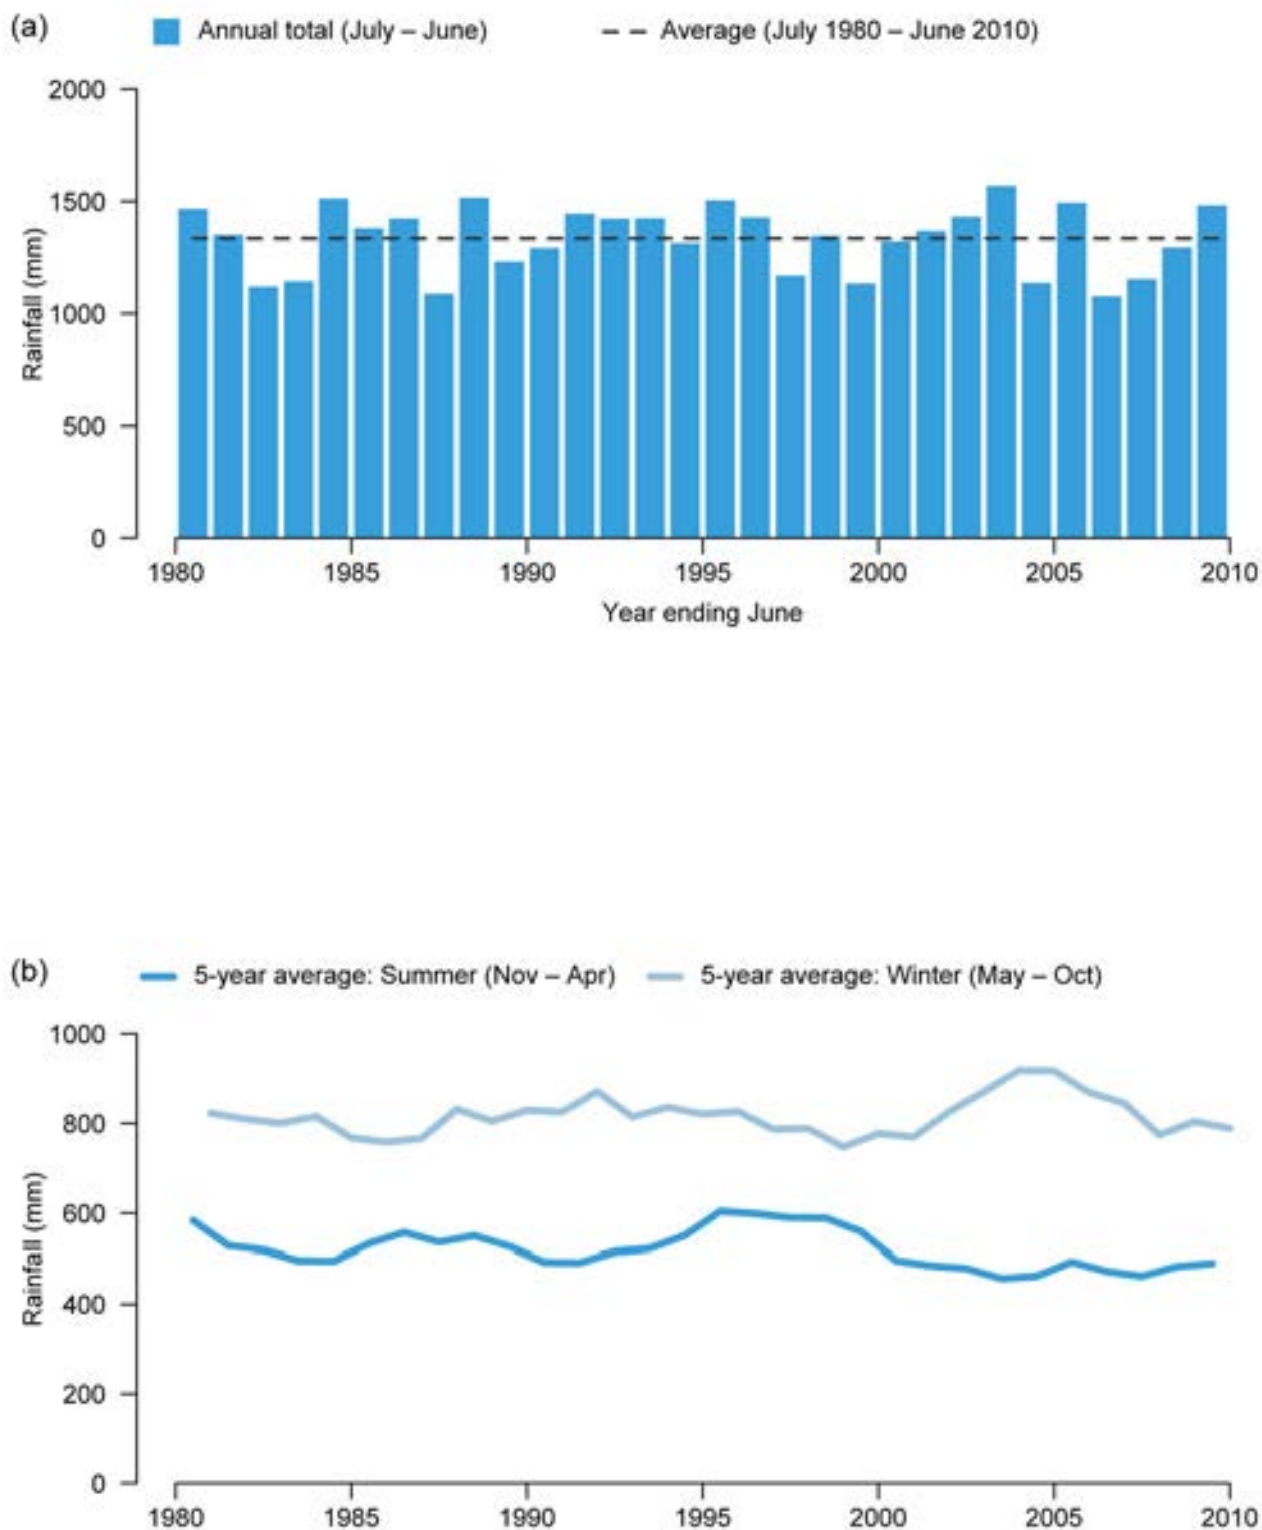 (a)
Annual total (July – June)
Average (July 1980 – June 2010)
2000
1500
1000
500
0
Rainfall (mm)
1980 1985 1990 1995 2000 2005 2010
Year ending June
(b)
5-year average: Summer (Nov – Apr)
5-year average: Winter (May – Oct)
1000
800
600
400
200
0
Rainfall (mm)
1980 1985 1990 1995 2000 2005 2010